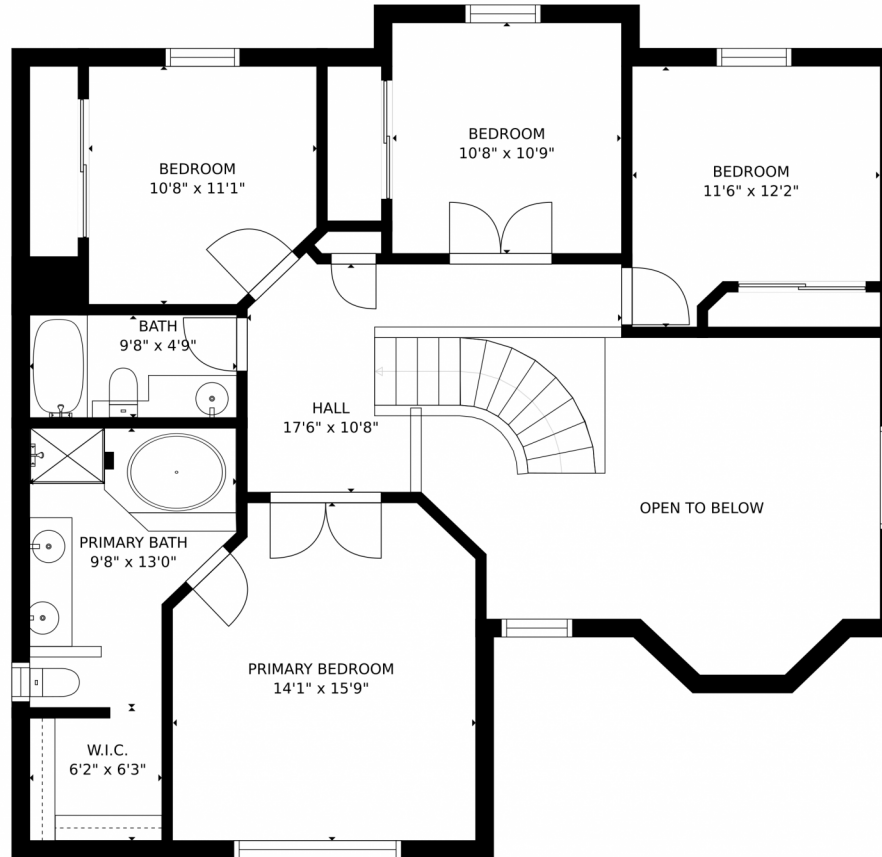 BEDROOM
10'8" x 10'9"
BEDROOM
10'8" x 11'1"
BEDROOM
11'6" x 12'2"
BATH
9'8" x 4'9"
HALL
17'6" x 10'8"
OPEN TO BELOW
PRIMARY BATH
9'8" x 13'0"
PRIMARY BEDROOM
14'1" x 15'9"
W.I.C.
6'2" x 6'3"